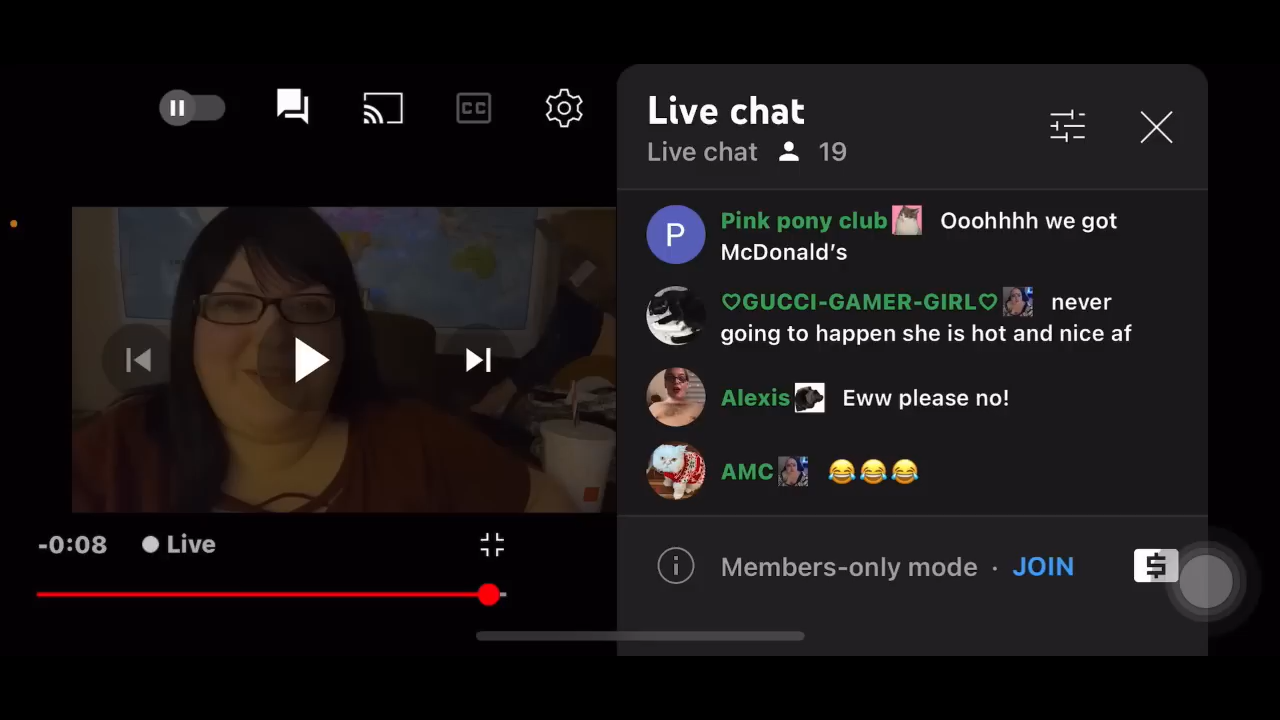 CC
Live chat
Live chat 19
P
Pink pony club Ooohhhh we got
McDonald's
♡GUCCI-GAMER-GIRL♡ never
going to happen she is hot and nice af
Alexis Eww please no!
AMC 😂😂😂
-0:08 Live
Members-only mode · JOIN